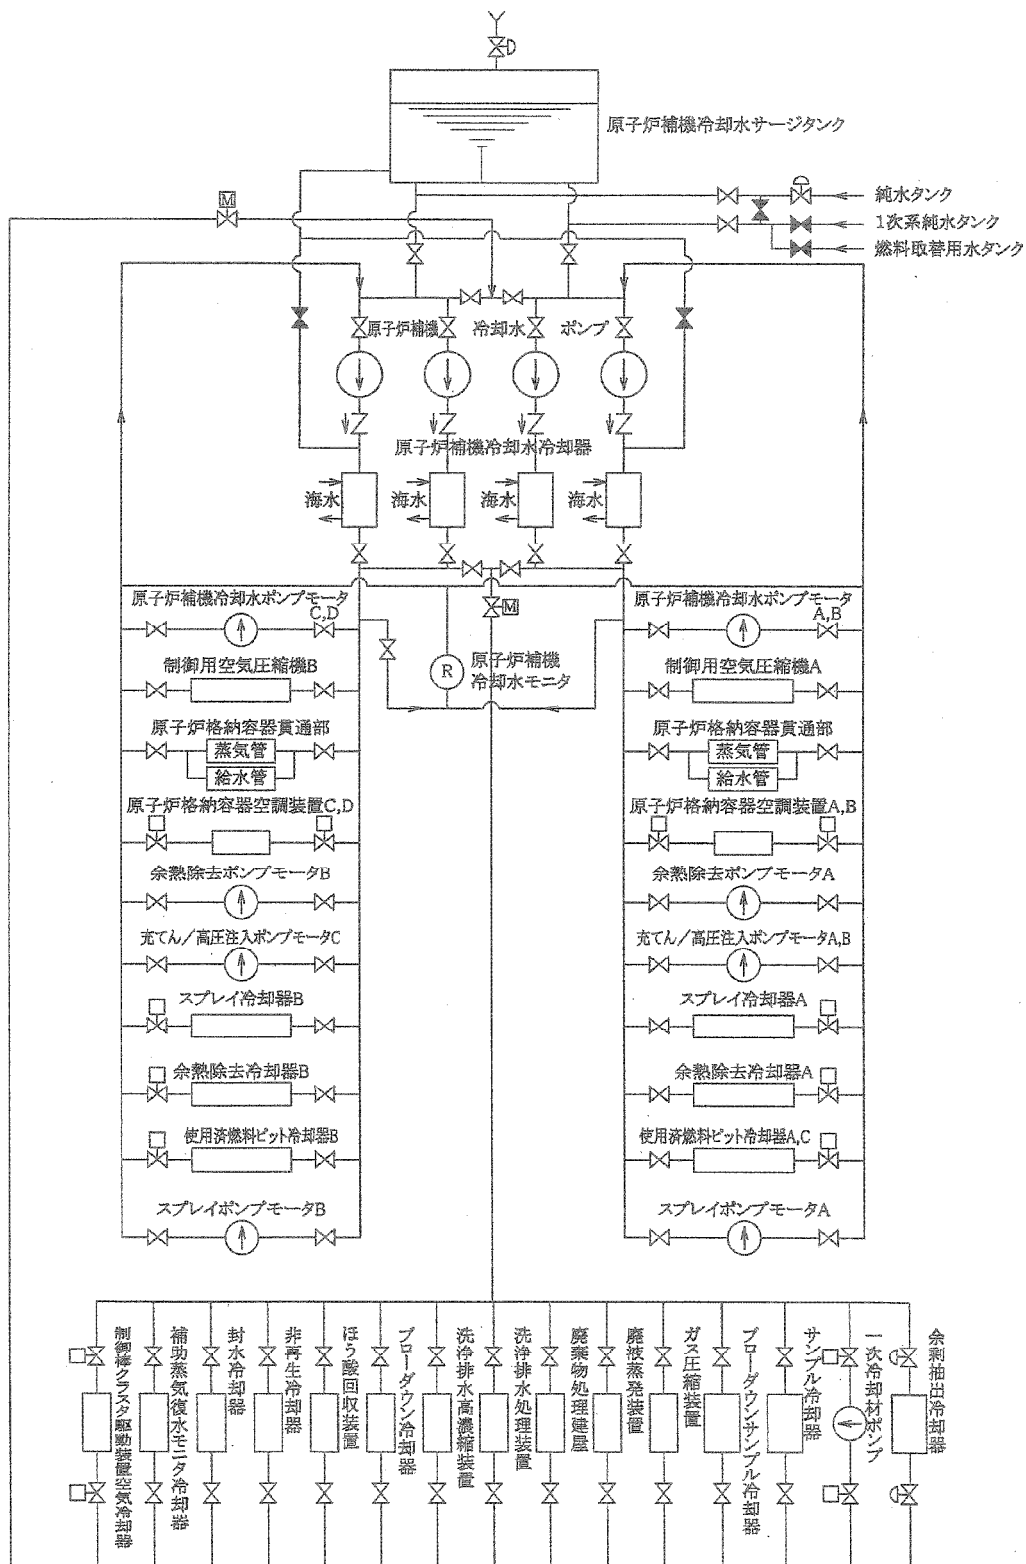 原子炉補機冷却水サージタンク
M
純水タンク
1次系純水タンク
燃料取替用水タンク
原子炉補機 冷却水 ポンプ
原子炉補機冷却水冷却器
海水 海水 海水 海水
原子炉補機冷却水ポンプモータ
C,D
原子炉補機冷却水ポンプモータ
A,B
M
制御用空気圧縮機B
R
原子炉補機
冷却水モニタ
制御用空気圧縮機A
原子炉格納容器貫通部
蒸気管
給水管
原子炉格納容器貫通部
蒸気管
給水管
原子炉格納容器空調装置C,D
原子炉格納容器空調装置A,B
余熱除去ポンプモータB
余熱除去ポンプモータA
充てん/高圧注入ポンプモータC
充てん/高圧注入ポンプモータA,B
スプレイ冷却器B
スプレイ冷却器A
余熱除去冷却器B
余熱除去冷却器A
使用済燃料ピット冷却器B
使用済燃料ピット冷却器A,C
スプレイポンプモータB
スプレイポンプモータA
制御棒クラスタ駆動装置空気冷却器
補助蒸気復水モニタ冷却器
封水冷却器
非再生冷却器
ほう酸回収装置
ブローダウン冷却器
洗浄排水高濃縮装置
洗浄排水処理装置
廃棄物処理建屋
廃液蒸発装置
ガス圧縮装置
ブローダウンサンプル冷却器
サンプル冷却器
一次冷却材ポンプ
余剰抽出冷却器